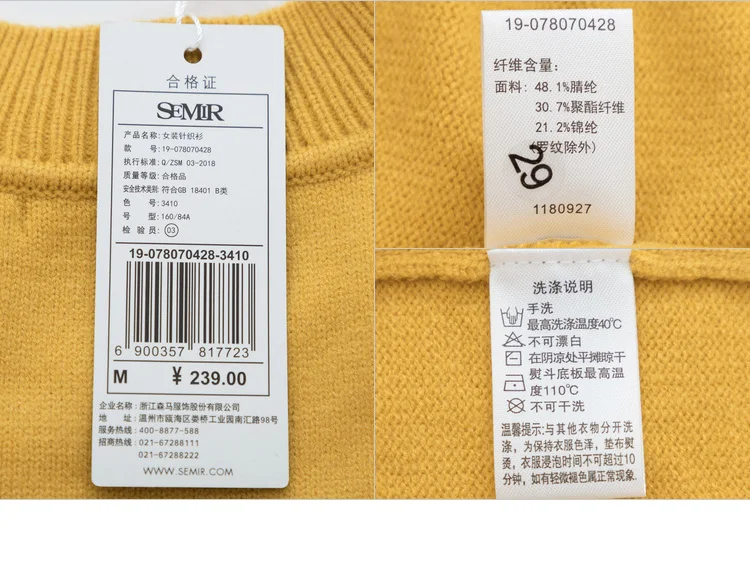 合格证
SEMIR
产品名称: 女装针织衫
款 号: 19-078070428
执行标准: Q/ZSM 03-2018
质量等级: 合格品
安全技术类别: 符合GB 18401 B类
色 号: 3410
号 型: 160/84A
检 验 员: 03
19-078070428-3410
6 900357 817723
M ¥ 239.00
企业名称: 浙江森马服饰股份有限公司
地 址: 温州市瓯海区娄桥工业园南汇路98号
服务热线: 400-8877-588
招商热线: 021-67288111
021-67288222
WWW.SEMIR.COM
19-078070428
纤维含量:
面料: 48.1%腈纶
30.7%聚酯纤维
21.2%锦纶
(罗纹除外)
29
1180927
洗涤说明
手洗
最高洗涤温度40℃
不可漂白
在阴凉处平摊晾干
熨斗底板最高温
度110℃
不可干洗
温馨提示: 与其他衣物分开洗
涤, 为保持衣服色泽, 垫布熨
烫, 衣服浸泡时间不可超过10
分钟, 如有轻微褪色属正常现象.